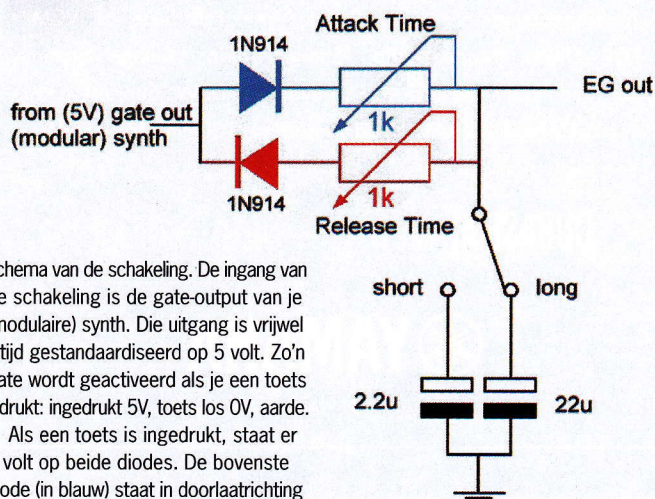 Attack Time
1N914
EG out
from (5V) gate out
(modular) synth
1k
1k
1N914
Release Time
short
long
2.2u
22u
chema van de schakeling. De ingang van
e schakeling is de gate-output van je
modulaire) synth. Die uitgang is vrijwel
tijd gestandaardiseerd op 5 volt. Zo'n
ate wordt geactiveerd als je een toets
drukt: ingedrukt 5V, toets los 0V, aarde.
Als een toets is ingedrukt, staat er
volt op beide diodes. De bovenste
ode (in blauw) staat in doorlaatrichting